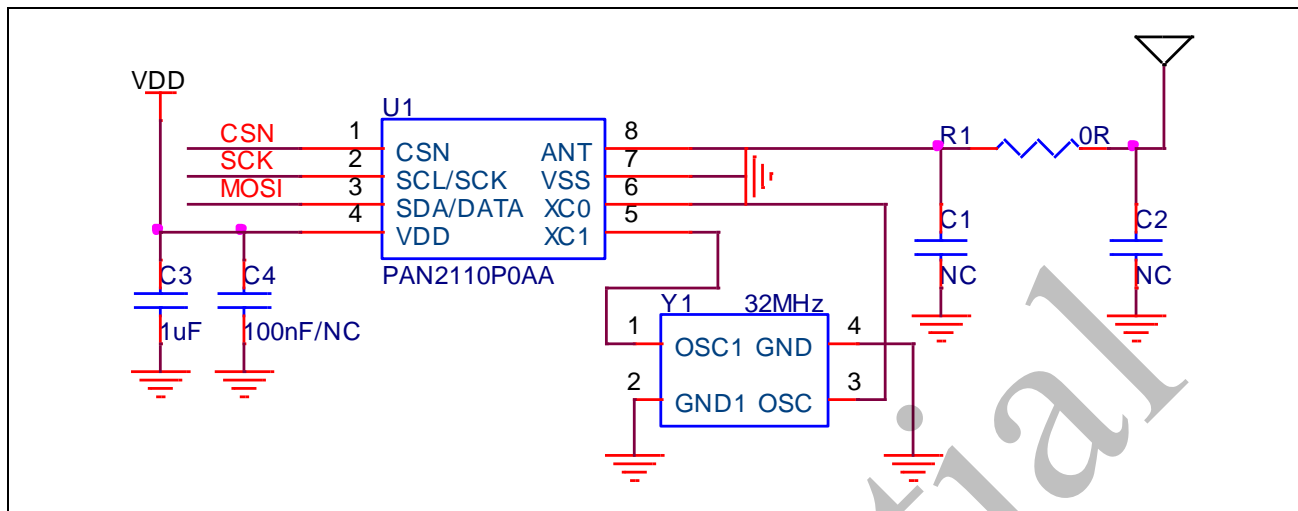 VDD
U1
CSN 1 CSN ANT 8
SCK 2 SCL/SCK VSS 7
MOSI 3 SDA/DATA XC0 6
4 VDD XC1 5
PAN2110P0AA
R1 0R
C1
NC
C2
NC
C3
1uF
C4
100nF/NC
Y1 32MHz
1 OSC1 GND 4
2 GND1 OSC 3
tial